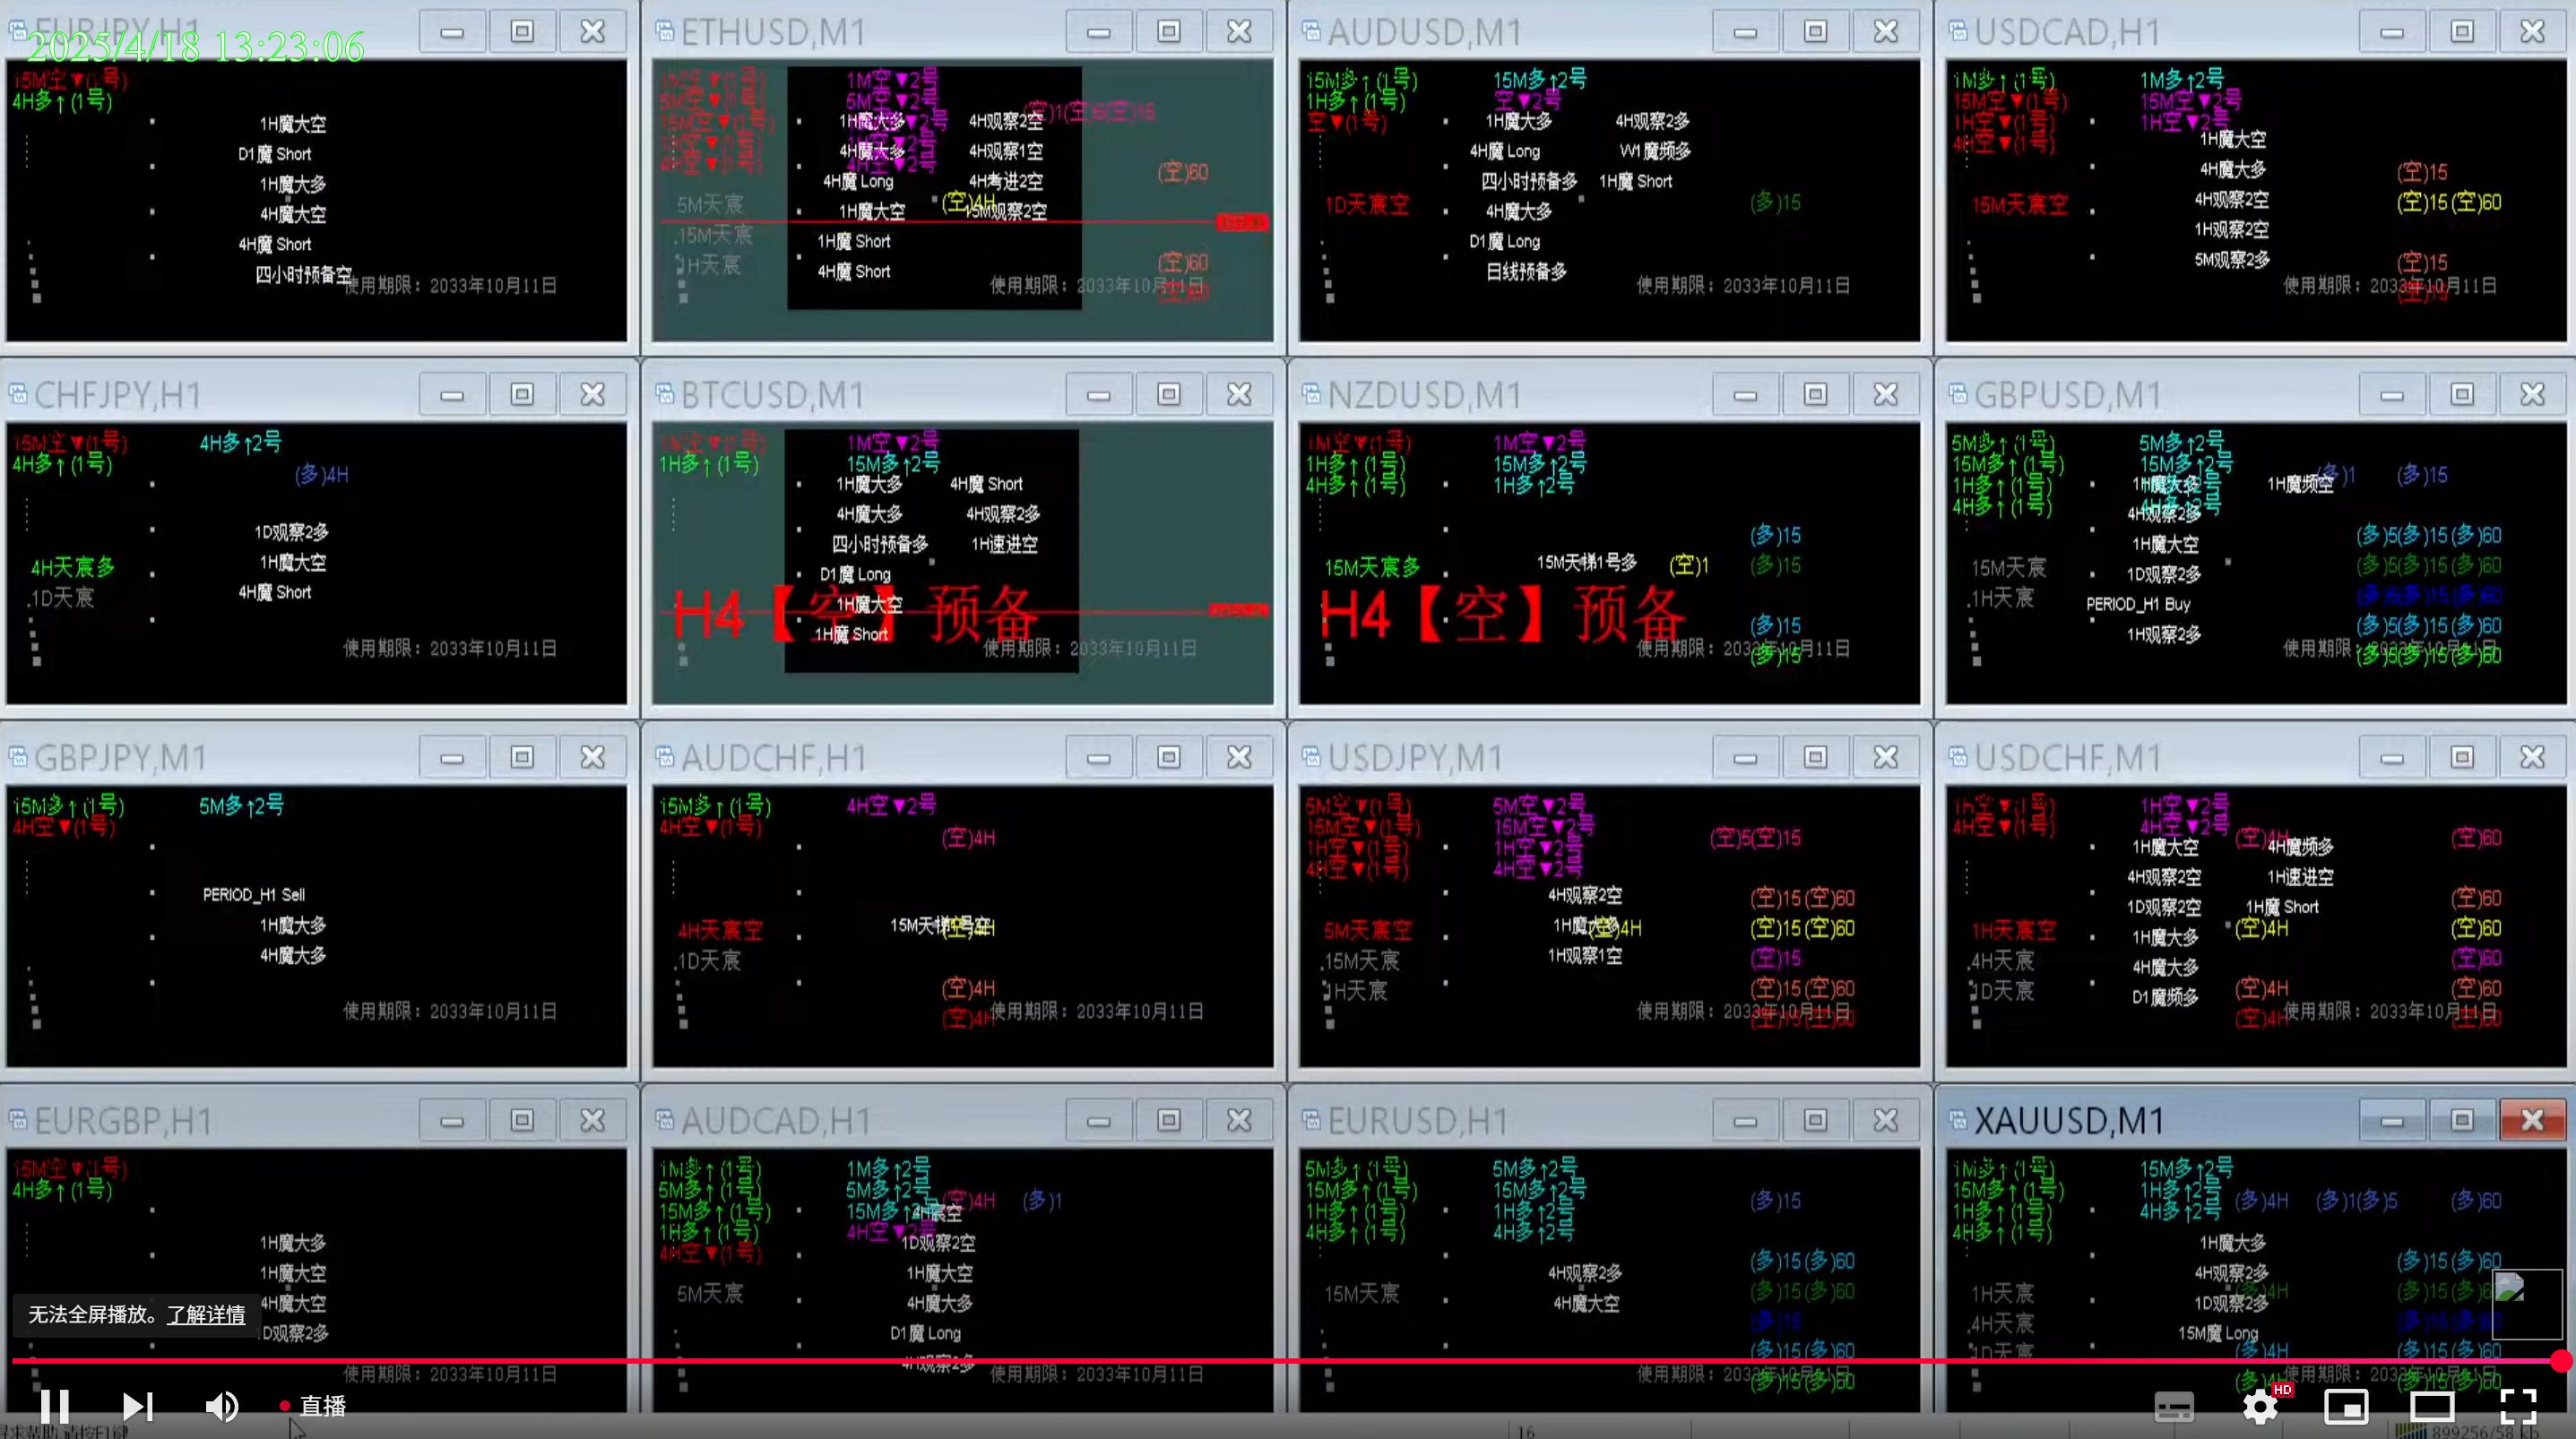 EURJPY,H1
2025/4/18 13:23:06
15M空▼(1号)
4H多↑(1号)
1H魔大空
D1魔 Short
1H魔大多
4H魔大空
4H魔 Short
四小时预备空
使用期限：2033年10月11日
ETHUSD,M1
1M空▼(1号)
5M空▼(1号)
15M空▼(1号)
4H空▼(1号)
1M空▼2号
5M空▼2号
4H空▼2号
1H魔大多
4H观察2空
(空)1(空)5(空)15
4H魔大多
4H观察1空
(空)60
4H魔 Long
4H考进2空
5M天宸
(空)4H
1H魔大空
15M观察2空
15M天宸
1H魔 Short
1H天宸
4H魔 Short
(空)60
使用期限：2033年10月11日
(空)60
AUDUSD,M1
15M多↑(1号)
15M多↑2号
1H多↑(1号)
空▼2号
空▼(1号)
1H魔大多
4H观察2多
4H魔 Long
W1魔频多
四小时预备多
1H魔 Short
1D天宸空
4H魔大多
(多)15
D1魔 Long
日线预备多
使用期限：2033年10月11日
USDCAD,H1
1M多↑(1号)
1M多↑2号
15M空▼(1号)
15M空▼2号
1H空▼(1号)
1H空▼2号
4H空▼(1号)
1H魔大空
4H魔大多
(空)15
15M天宸空
4H观察2空
(空)15(空)60
1H观察2空
5M观察2多
(空)15
使用期限：2033年10月11日
(空)15
CHFJPY,H1
15M空▼(1号)
4H多↑2号
4H多↑(1号)
(多)4H
1D观察2多
4H天宸多
1H魔大空
1D天宸
4H魔 Short
使用期限：2033年10月11日
BTCUSD,M1
1M空▼(1号)
1M空▼2号
1H多↑(1号)
15M多↑2号
1H魔大多
4H魔 Short
4H魔大多
4H观察2多
四小时预备多
1H速进空
D1魔 Long
H4【空】预备
1H魔大空
1H魔 Short
使用期限：2033年10月11日
NZDUSD,M1
1M空▼(1号)
1M空▼2号
1H多↑(1号)
15M多↑2号
4H多↑(1号)
1H多↑2号
(多)15
15M天宸多
15M天梯1号多
(空)1
(多)15
H4【空】预备
(多)15
使用期限：2033年10月11日
(多)15
GBPUSD,M1
5M多↑(1号)
5M多↑2号
15M多↑(1号)
15M多↑2号
1H多↑(1号)
4H多↑(1号)
1H魔大多
1H魔频空
(多)1
(多)15
4H观察2多
1H魔大空
(多)5(多)15(多)60
15M天宸
1D观察2多
(多)5(多)15(多)60
1H天宸
PERIOD_H1 Buy
(多)5(多)15(多)60
1H观察2多
(多)5(多)15(多)60
使用期限：2033年10月11日
(多)5(多)15(多)60
GBPJPY,M1
15M多↑(1号)
5M多↑2号
4H空▼(1号)
PERIOD_H1 Sell
1H魔大多
4H魔大多
使用期限：2033年10月11日
AUDCHF,H1
15M多↑(1号)
4H空▼2号
4H空▼(1号)
(空)4H
4H天宸空
15M天梯1号空
(空)4H
1D天宸
(空)4H
(空)4H
使用期限：2033年10月11日
USDJPY,M1
5M空▼(1号)
5M空▼2号
15M空▼(1号)
15M空▼2号
1H空▼(1号)
1H空▼2号
4H空▼(1号)
4H空▼2号
(空)5(空)15
4H观察2空
(空)15(空)60
5M天宸空
1H魔大多
(空)4H
(空)15(空)60
15M天宸
1H观察1空
(空)15
1H天宸
(空)15(空)60
使用期限：2033年10月11日
(空)15(空)60
USDCHF,M1
1H空▼(1号)
1H空▼2号
4H空▼(1号)
4H空▼2号
(空)4H
(空)60
1H魔大空
4H魔频多
4H观察2空
1H速进空
(空)60
1D观察2空
1H魔 Short
1H天宸空
1H魔大多
(空)4H
(空)60
4H天宸
4H魔大多
(空)60
1D天宸
D1魔频多
(空)4H
(空)60
(空)4H
使用期限：2033年10月11日
(空)60
EURGBP,H1
15M空▼(1号)
4H多↑(1号)
1H魔大多
1H魔大空
4H魔大空
1D观察2多
使用期限：2033年10月11日
AUDCAD,H1
1M多↑(1号)
1M多↑2号
5M多↑(1号)
5M多↑2号
15M多↑(1号)
15M多↑2号
1H多↑(1号)
4H空▼2号
4H空▼(1号)
(空)4H
(多)1
4H宸空
1D观察2空
1H魔大空
5M天宸
4H魔大多
D1魔 Long
4H观察2多
使用期限：2033年10月11日
EURUSD,H1
5M多↑(1号)
5M多↑2号
15M多↑(1号)
15M多↑2号
1H多↑(1号)
1H多↑2号
4H多↑(1号)
4H多↑2号
(多)15
(多)15(多)60
4H观察2多
15M天宸
4H魔大空
(多)15(多)60
(多)15
(多)15(多)60
使用期限：2033年10月11日
(多)15(多)60
XAUUSD,M1
1M多↑(1号)
15M多↑2号
15M多↑(1号)
1H多↑2号
1H多↑(1号)
4H多↑2号
4H多↑(1号)
(多)4H
(多)1(多)5
(多)60
1H魔大多
4H观察2多
(多)15(多)60
1H天宸
(多)4H
1D观察2多
4H天宸
15M魔 Long
1D天宸
(多)4H
(多)15(多)60
使用期限：2033年10月11日
无法全屏播放。了解详情
直播
HD
16
899256/58 kb